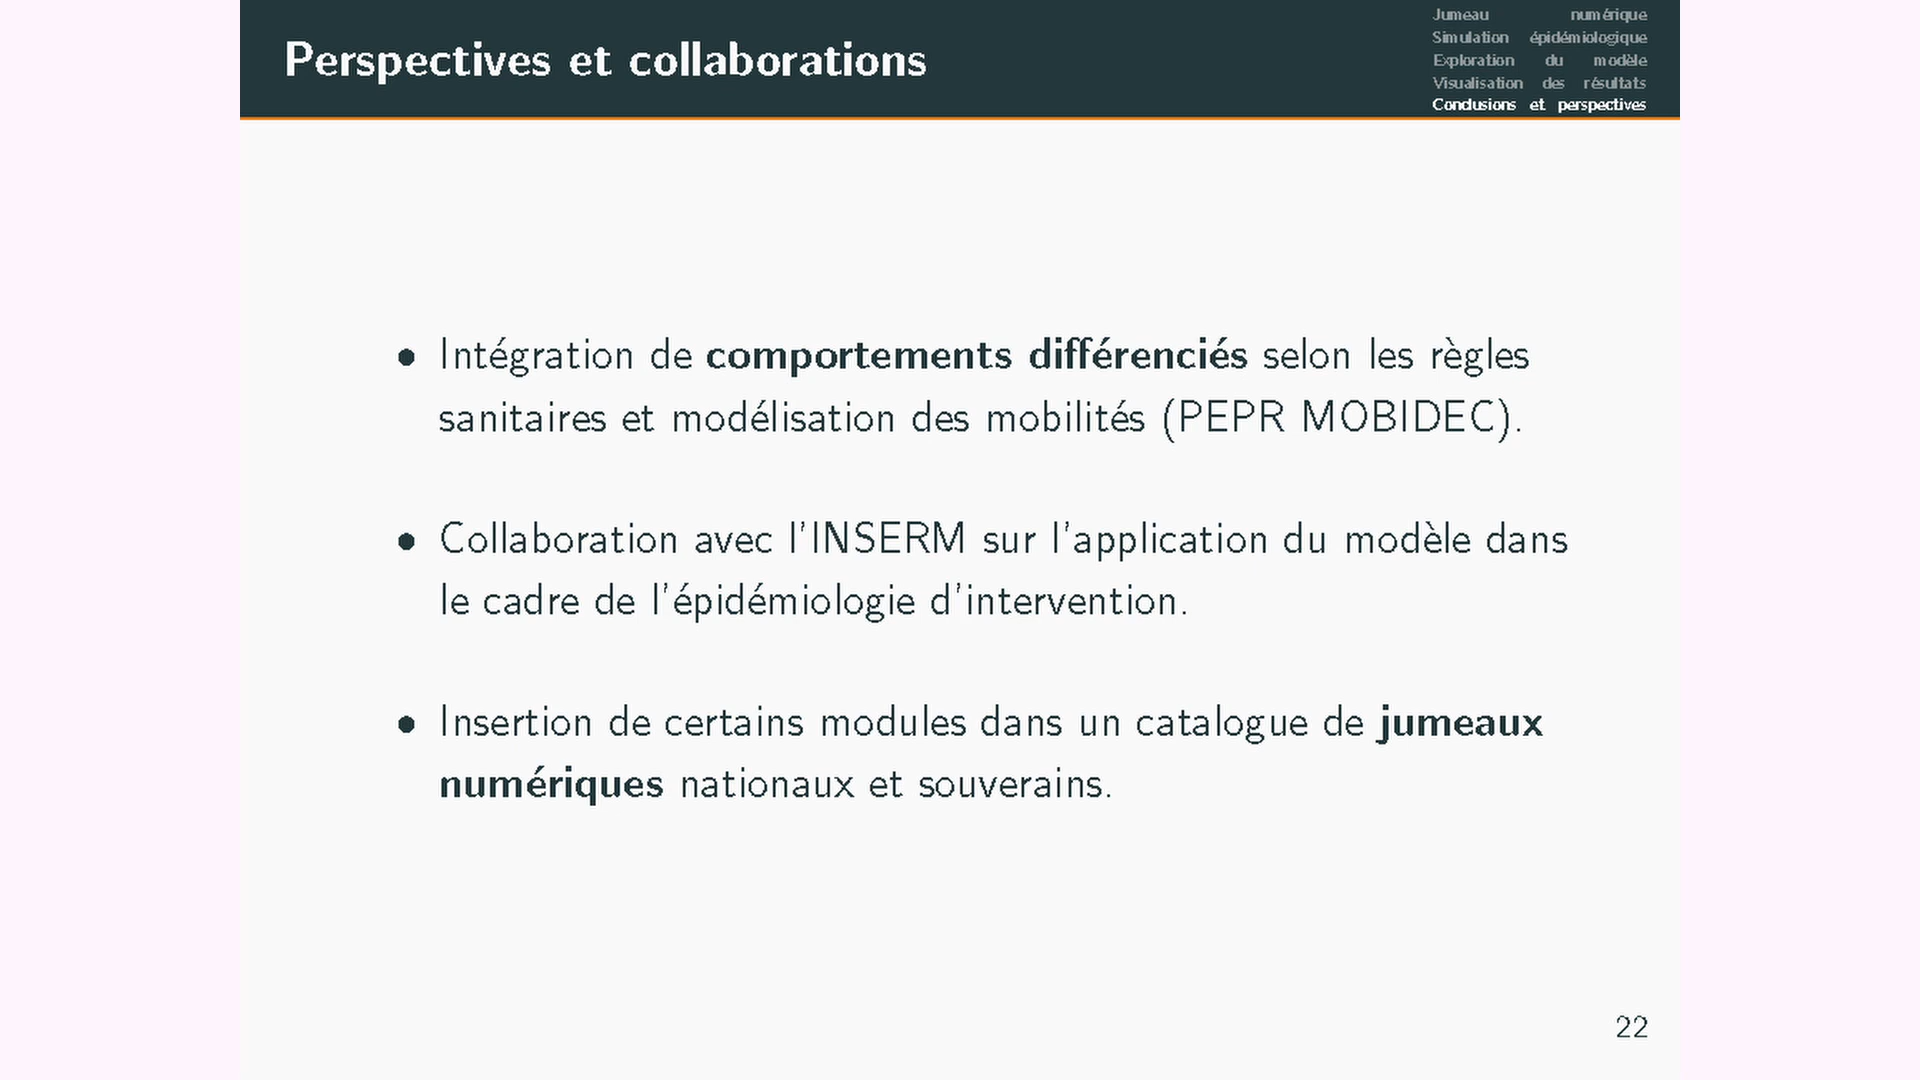 Perspectives et collaborations
Jumeau numérique
Simulation épidémiologique
Exploration du modèle
Visualisation des résultats
Conclusions et perspectives
• Intégration de comportements différenciés selon les règles
sanitaires et modélisation des mobilités (PEPR MOBIDEC).
• Collaboration avec l'INSERM sur l'application du modèle dans
le cadre de l'épidémiologie d'intervention.
• Insertion de certains modules dans un catalogue de jumeaux
numériques nationaux et souverains.
22